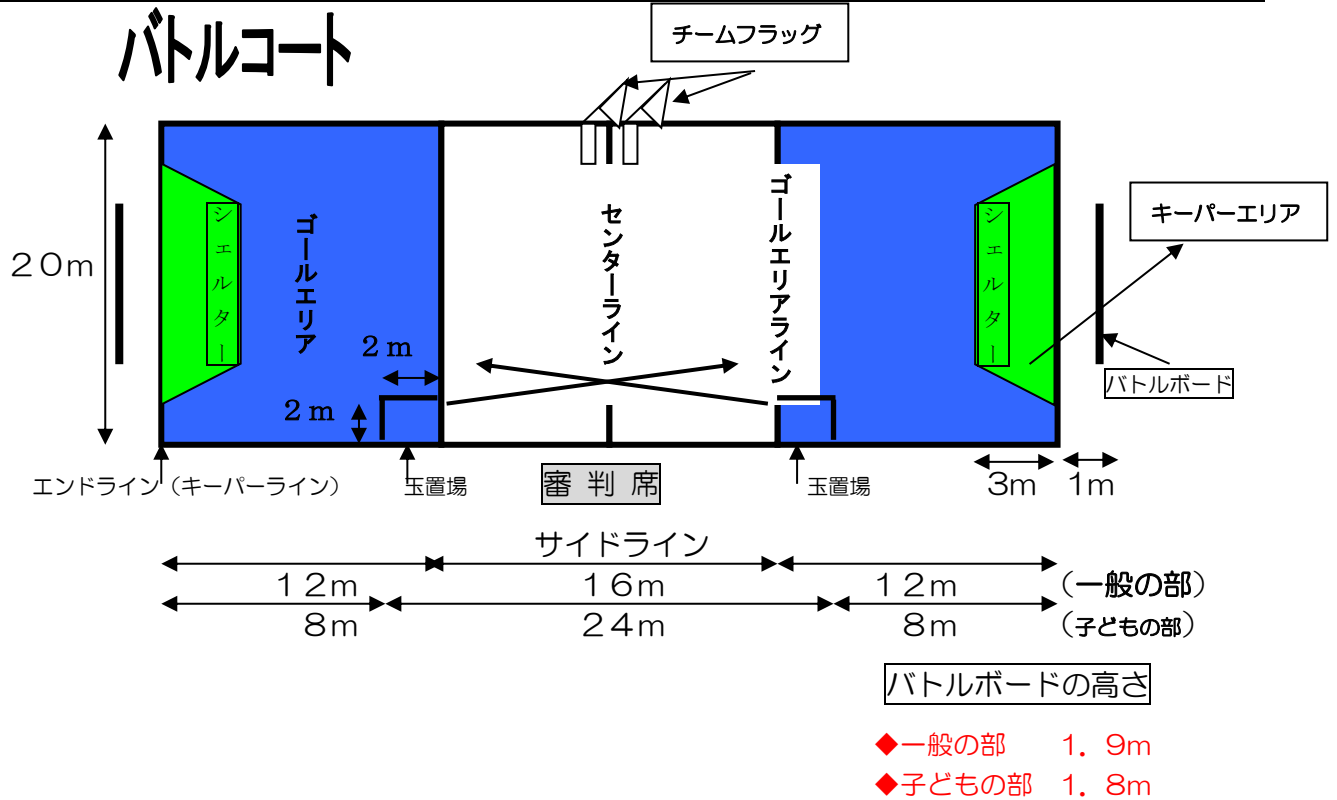 バトルコート
チームフラッグ
シェルター
ゴールエリア
センターライン
ゴールエリアライン
シェルター
キーパーエリア
20m
2m
2m
バトルボード
エンドライン（キーパーライン）
玉置場
審判席
玉置場
3m
1m
サイドライン
12m 16m 12m （一般の部）
8m 24m 8m （子どもの部）
バトルボードの高さ
◆一般の部 1．9m
◆子どもの部 1．8m